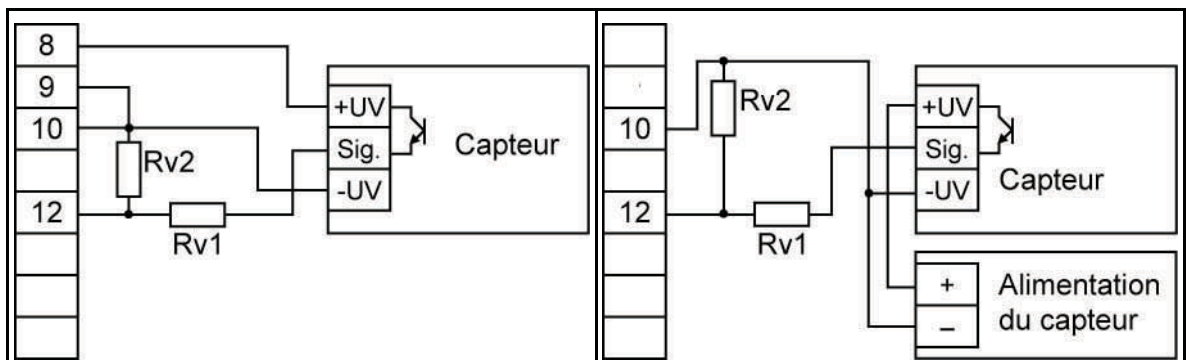 8
9
10
12
Rv2
Rv1
+UV
Sig.
-UV
Capteur
10
12
Rv2
Rv1
+UV
Sig.
-UV
Capteur
+
–
Alimentation
du capteur